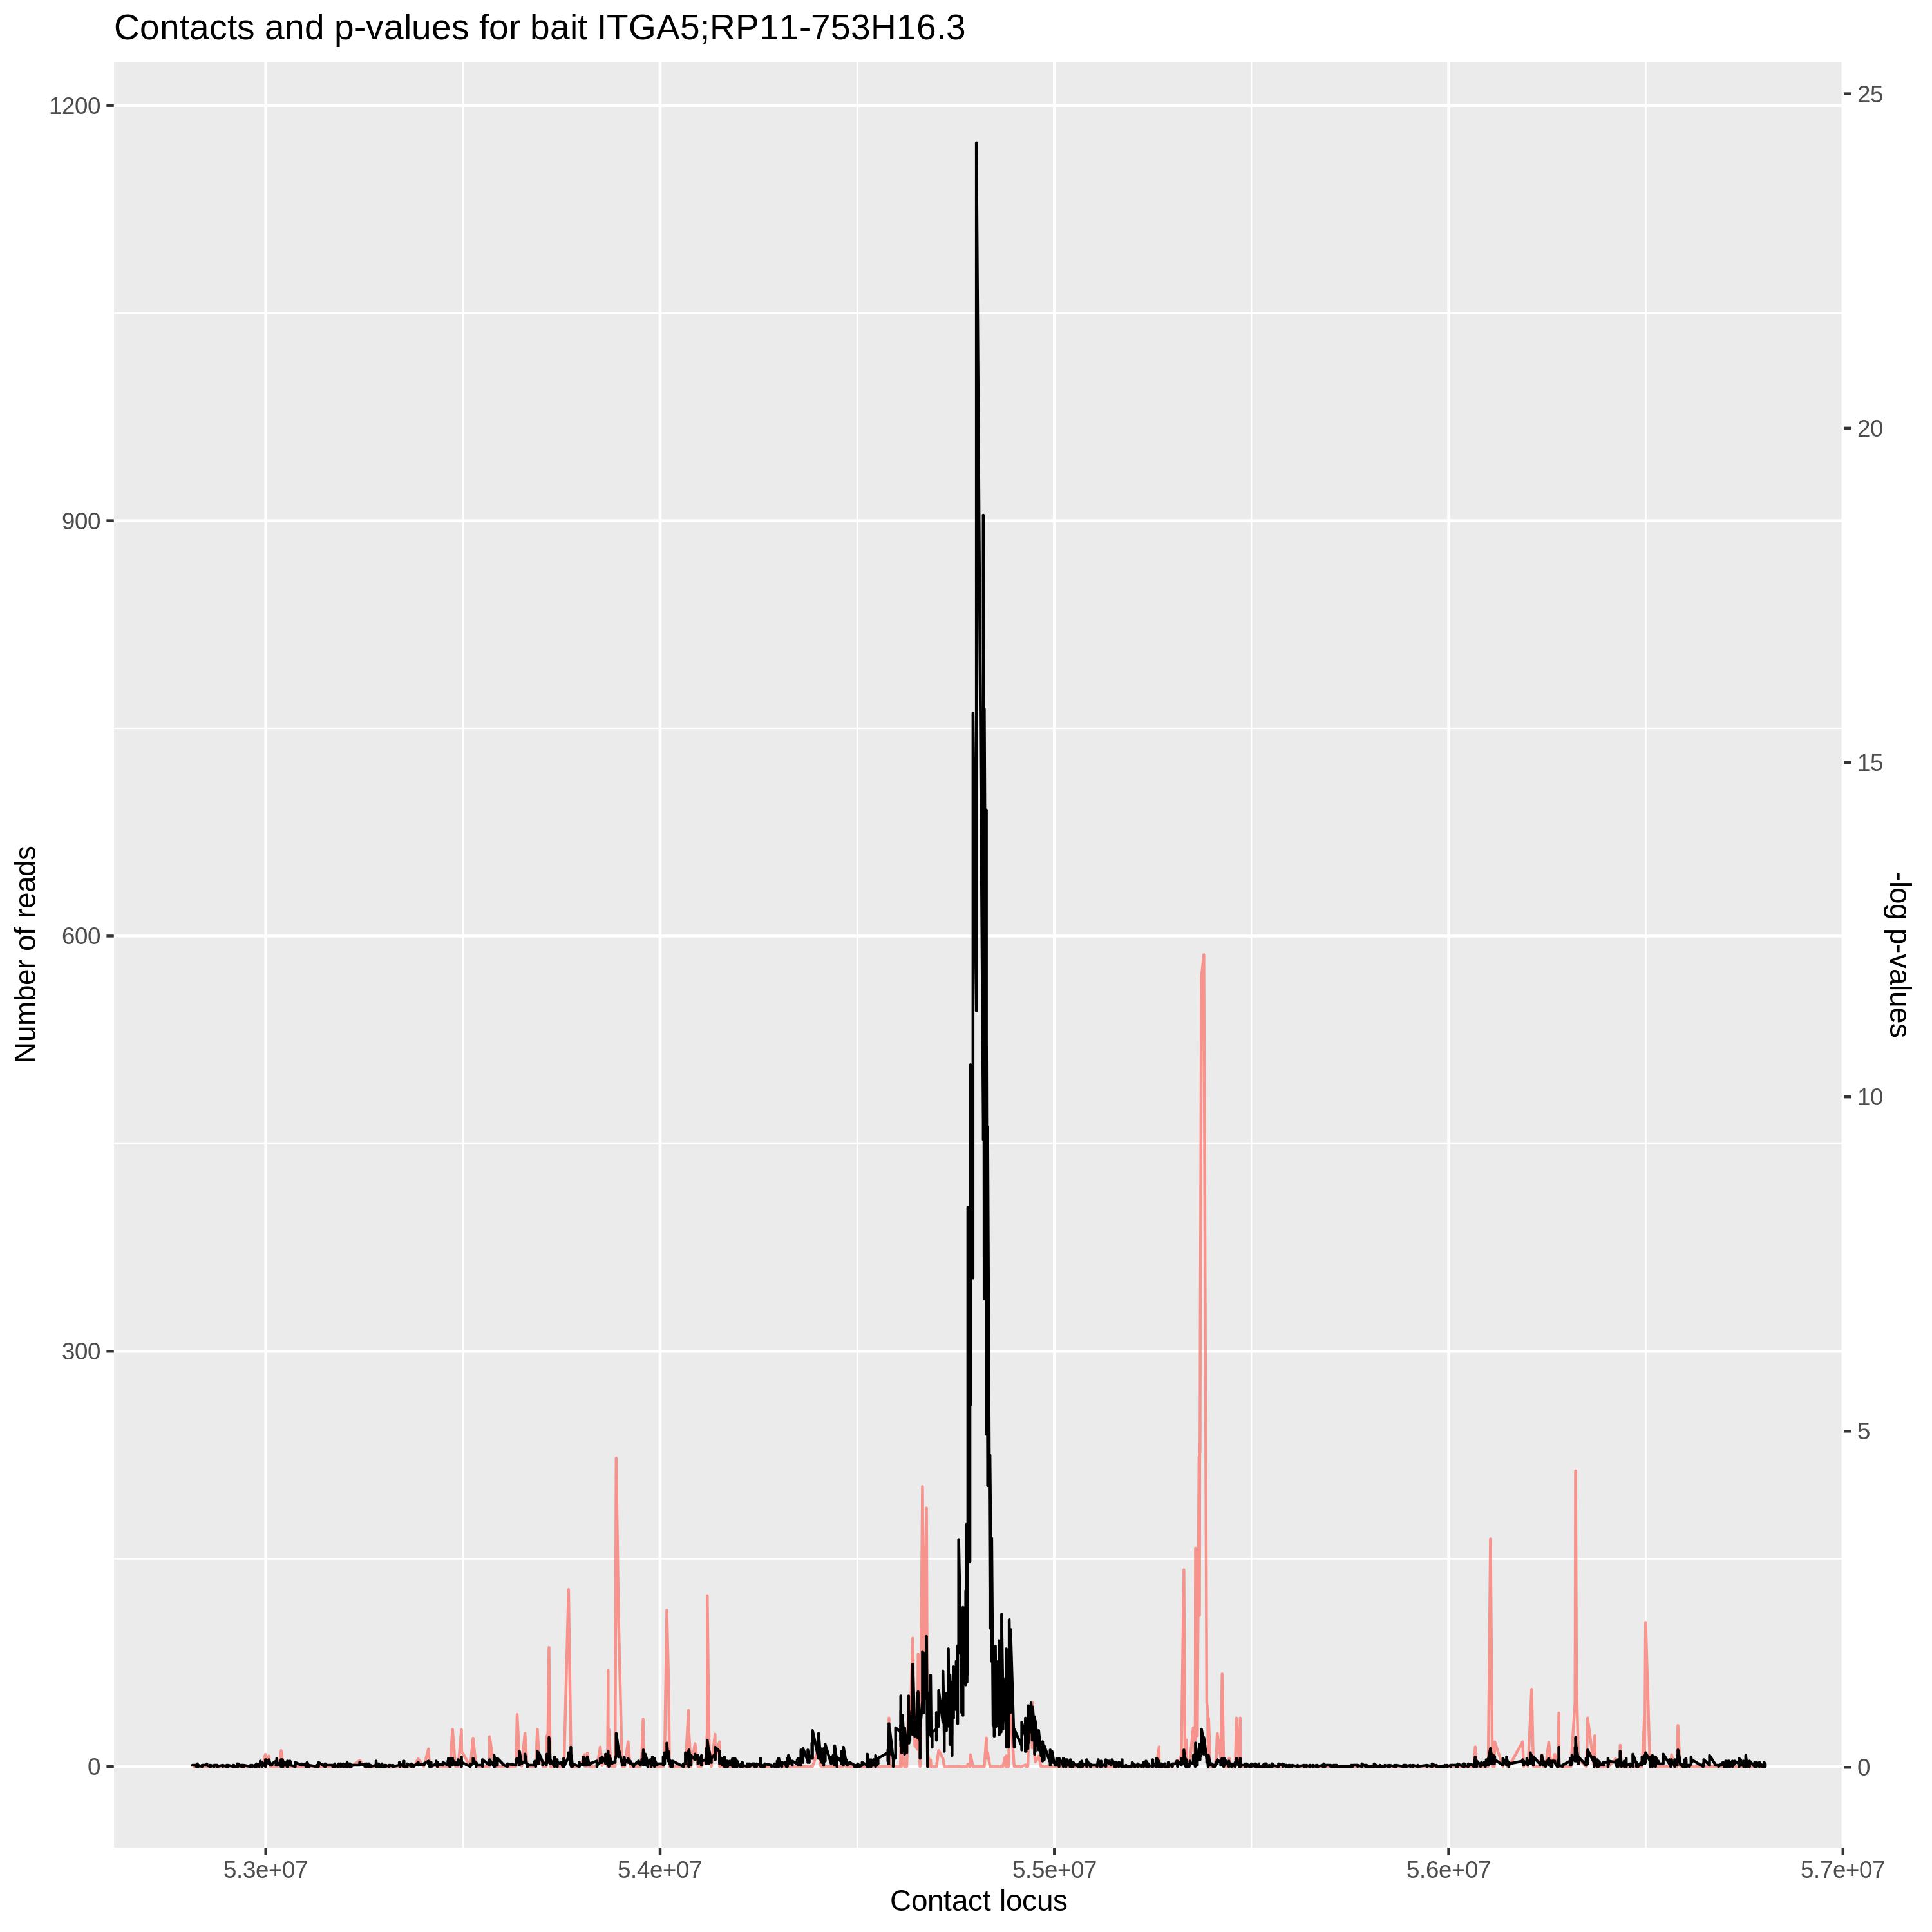 Contacts and p-values for bait ITGA5;RP11-753H16.3
1200
900
600
300
0
Number of reads
25
20
15
10
5
0
-log p-values
5.3e+07
5.4e+07
5.5e+07
5.6e+07
5.7e+07
Contact locus